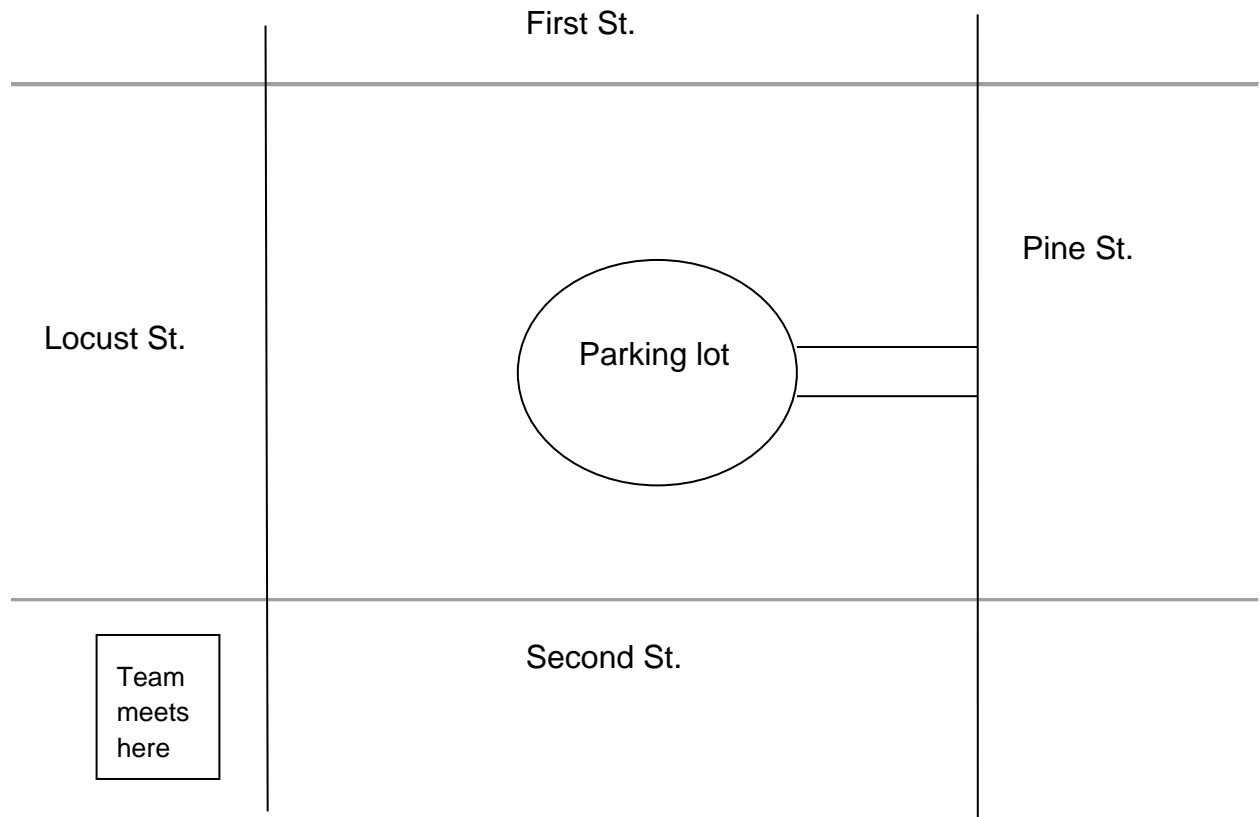 First St.
Pine St.
Locust St.
Parking lot
Second St.
Team
meets
here